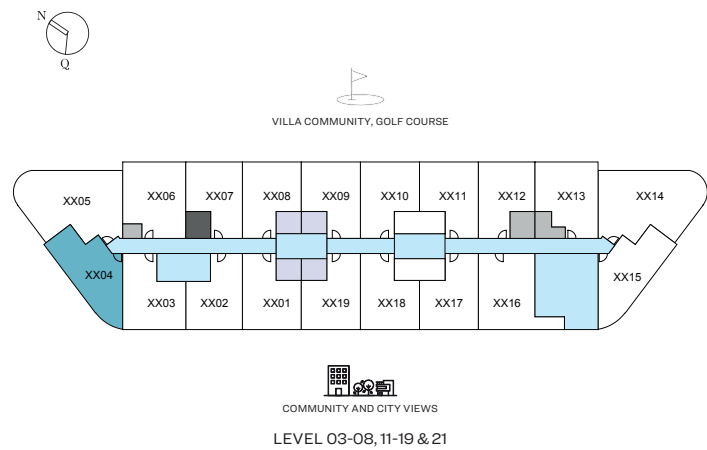 N
Q
VILLA COMMUNITY, GOLF COURSE
XX05 XX06 XX07 XX08 XX09 XX10 XX11 XX12 XX13 XX14
XX04 XX15
XX03 XX02 XX01 XX19 XX18 XX17 XX16
COMMUNITY AND CITY VIEWS
LEVEL 03-08, 11-19 & 21